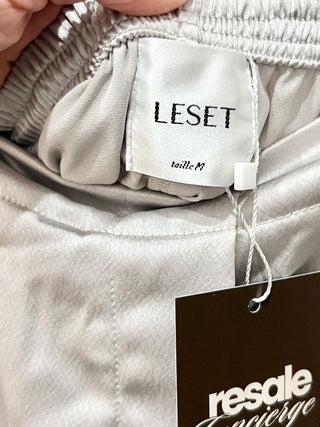 LESET
taille M
resale
Concierge